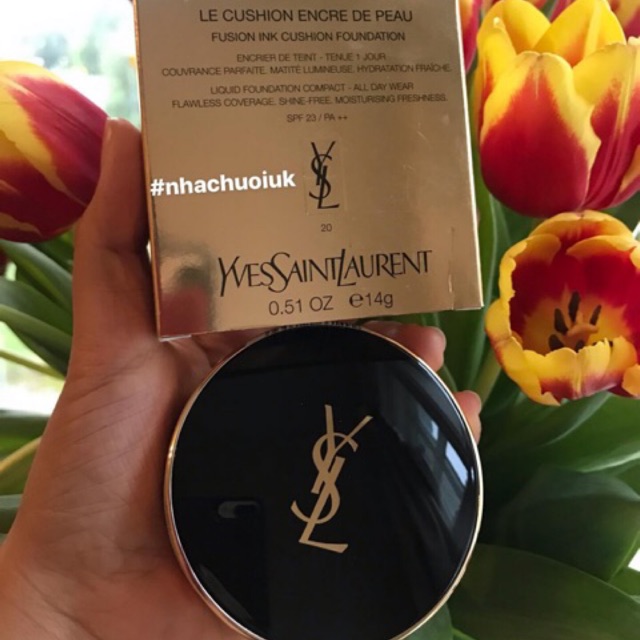 LE CUSHION ENCRE DE PEAU
FUSION INK CUSHION FOUNDATION
ENCRIER DE TEINT - TENUE 1 JOUR
COUVRANCE PARFAITE. MATITÉ LUMINEUSE. HYDRATATION FRAÎCHE.
LIQUID FOUNDATION COMPACT - ALL DAY WEAR
FLAWLESS COVERAGE. SHINE-FREE. MOISTURISING FRESHNESS.
SPF 23 / PA ++
#nhachuoiuk
YSL
20
YVESSAINTLAURENT
0.51 OZ ℮14g
YSL